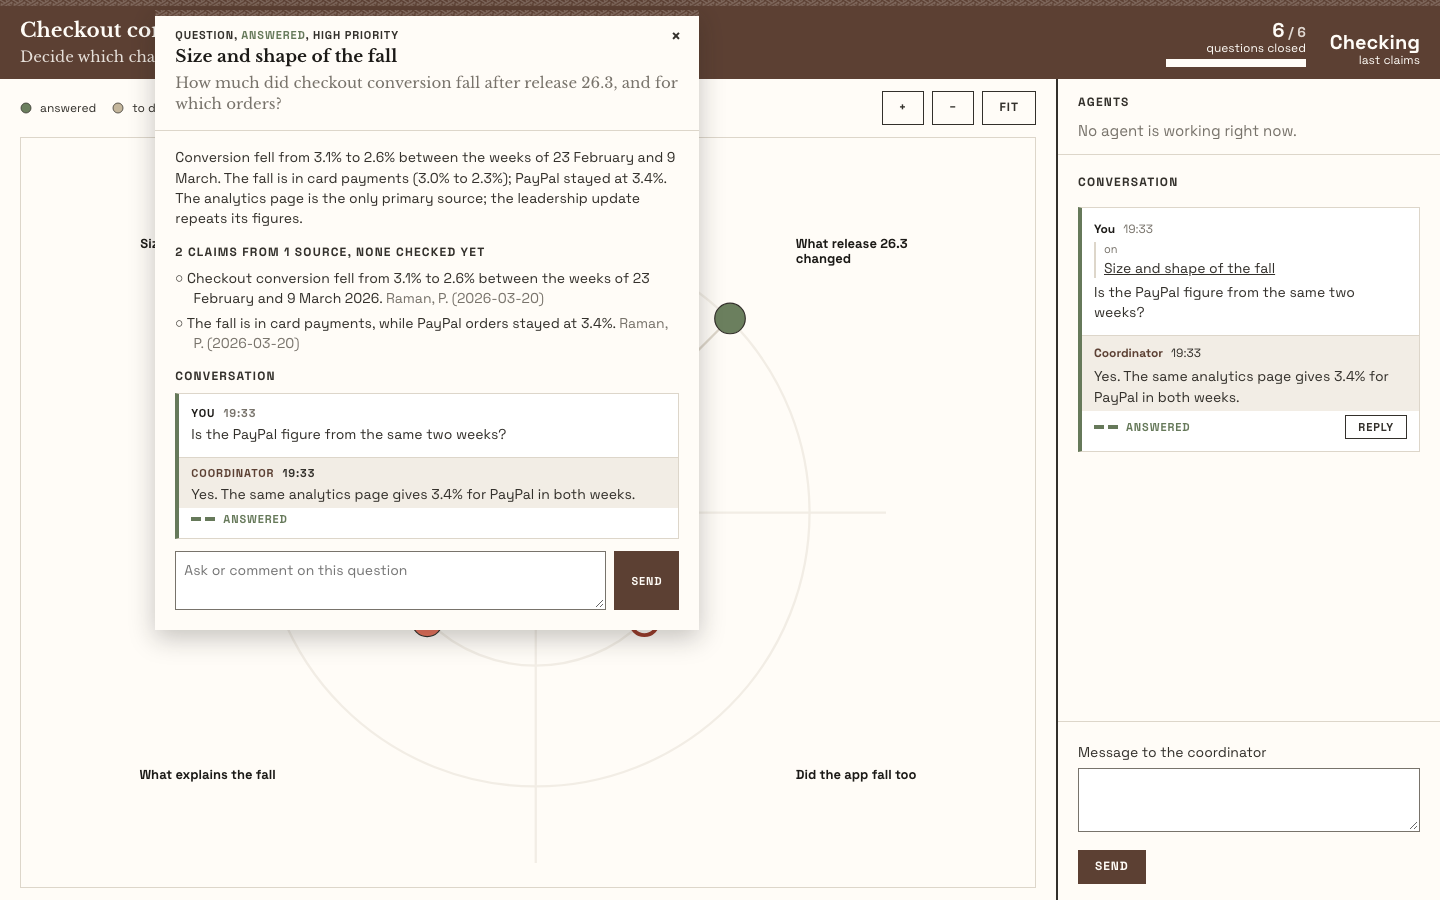 Checkout
Decide which
6 / 6
questions closed
Checking
last claims
answered
to d
+
−
FIT
QUESTION, ANSWERED, HIGH PRIORITY
×
Size and shape of the fall
How much did checkout conversion fall after release 26.3, and for
which orders?
Conversion fell from 3.1% to 2.6% between the weeks of 23 February and 9
March. The fall is in card payments (3.0% to 2.3%); PayPal stayed at 3.4%.
The analytics page is the only primary source; the leadership update
repeats its figures.
2 CLAIMS FROM 1 SOURCE, NONE CHECKED YET
○ Checkout conversion fell from 3.1% to 2.6% between the weeks of 23
February and 9 March 2026. Raman, P. (2026-03-20)
○ The fall is in card payments, while PayPal orders stayed at 3.4%. Raman,
P. (2026-03-20)
CONVERSATION
YOU 19:33
Is the PayPal figure from the same two weeks?
COORDINATOR 19:33
Yes. The same analytics page gives 3.4% for PayPal in both weeks.
ANSWERED
Ask or comment on this question
SEND
What release 26.3
changed
What explains the fall
Did the app fall too
AGENTS
No agent is working right now.
CONVERSATION
You 19:33
on
Size and shape of the fall
Is the PayPal figure from the same two
weeks?
Coordinator 19:33
Yes. The same analytics page gives 3.4% for
PayPal in both weeks.
ANSWERED
REPLY
Message to the coordinator
SEND